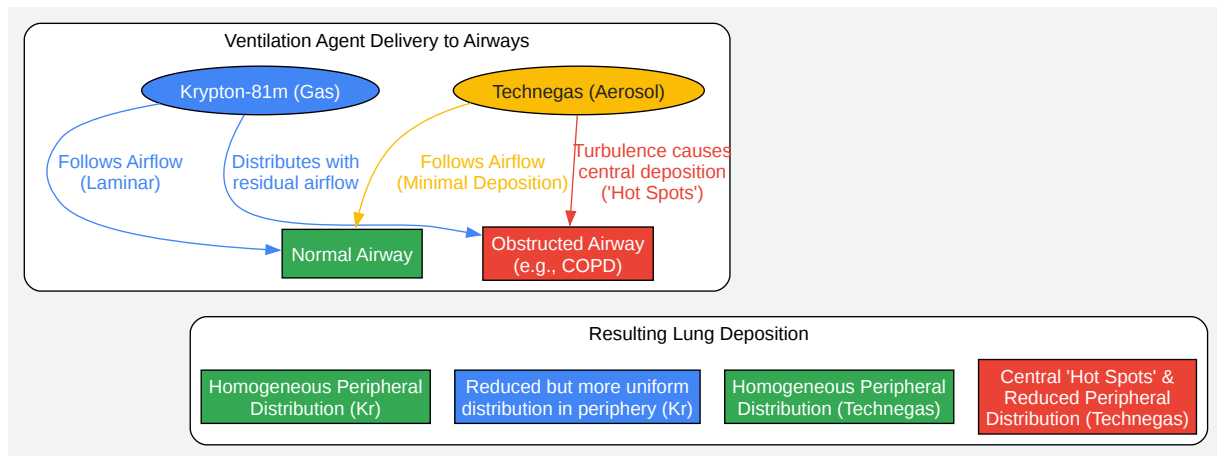 Ventilation Agent Delivery to Airways
Krypton-81m (Gas)
Technegas (Aerosol)
Follows Airflow
(Laminar)
Distributes with
residual airflow
Follows Airflow
(Minimal Deposition)
Turbulence causes
central deposition
('Hot Spots')
Normal Airway
Obstructed Airway
(e.g., COPD)
Resulting Lung Deposition
Homogeneous Peripheral
Distribution (Kr)
Reduced but more uniform
distribution in periphery (Kr)
Homogeneous Peripheral
Distribution (Technegas)
Central 'Hot Spots' &
Reduced Peripheral
Distribution (Technegas)